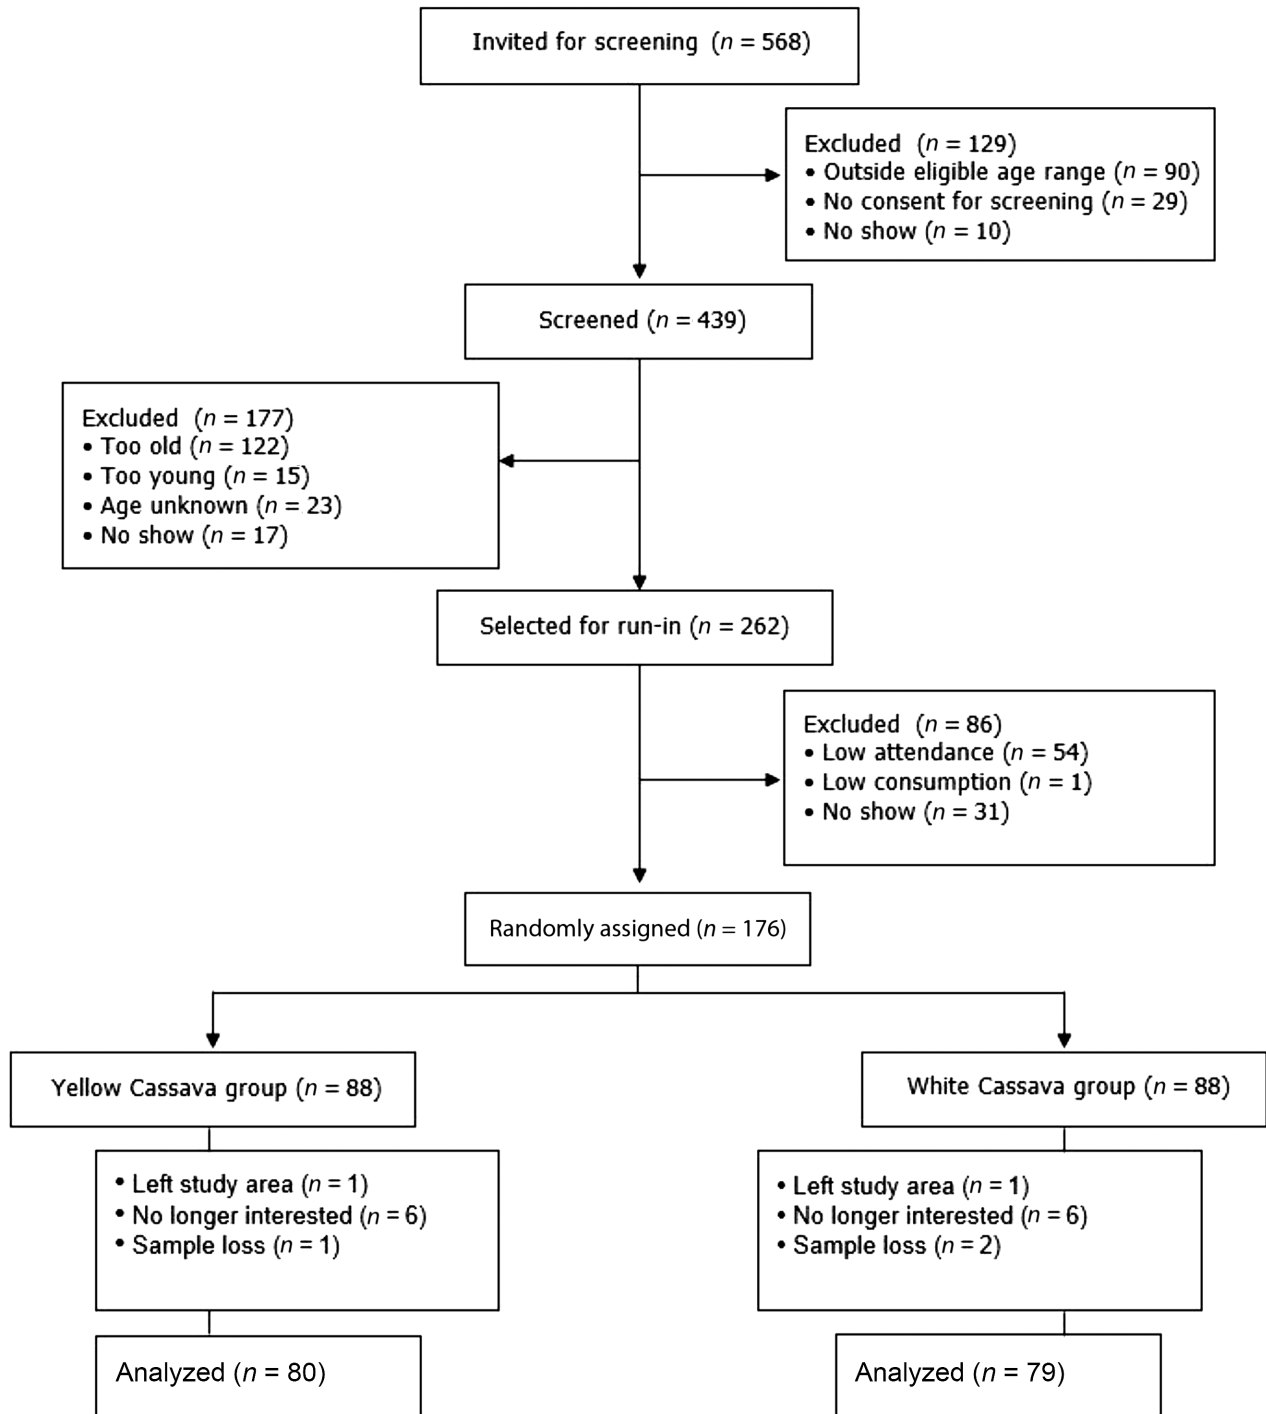 Invited for screening (n = 568)
Excluded (n = 129)
• Outside eligible age range (n = 90)
• No consent for screening (n = 29)
• No show (n = 10)
Screened (n = 439)
Excluded (n = 177)
• Too old (n = 122)
• Too young (n = 15)
• Age unknown (n = 23)
• No show (n = 17)
Selected for run-in (n = 262)
Excluded (n = 86)
• Low attendance (n = 54)
• Low consumption (n = 1)
• No show (n = 31)
Randomly assigned (n = 176)
Yellow Cassava group (n = 88)
White Cassava group (n = 88)
• Left study area (n = 1)
• No longer interested (n = 6)
• Sample loss (n = 1)
• Left study area (n = 1)
• No longer interested (n = 6)
• Sample loss (n = 2)
Analyzed (n = 80)
Analyzed (n = 79)